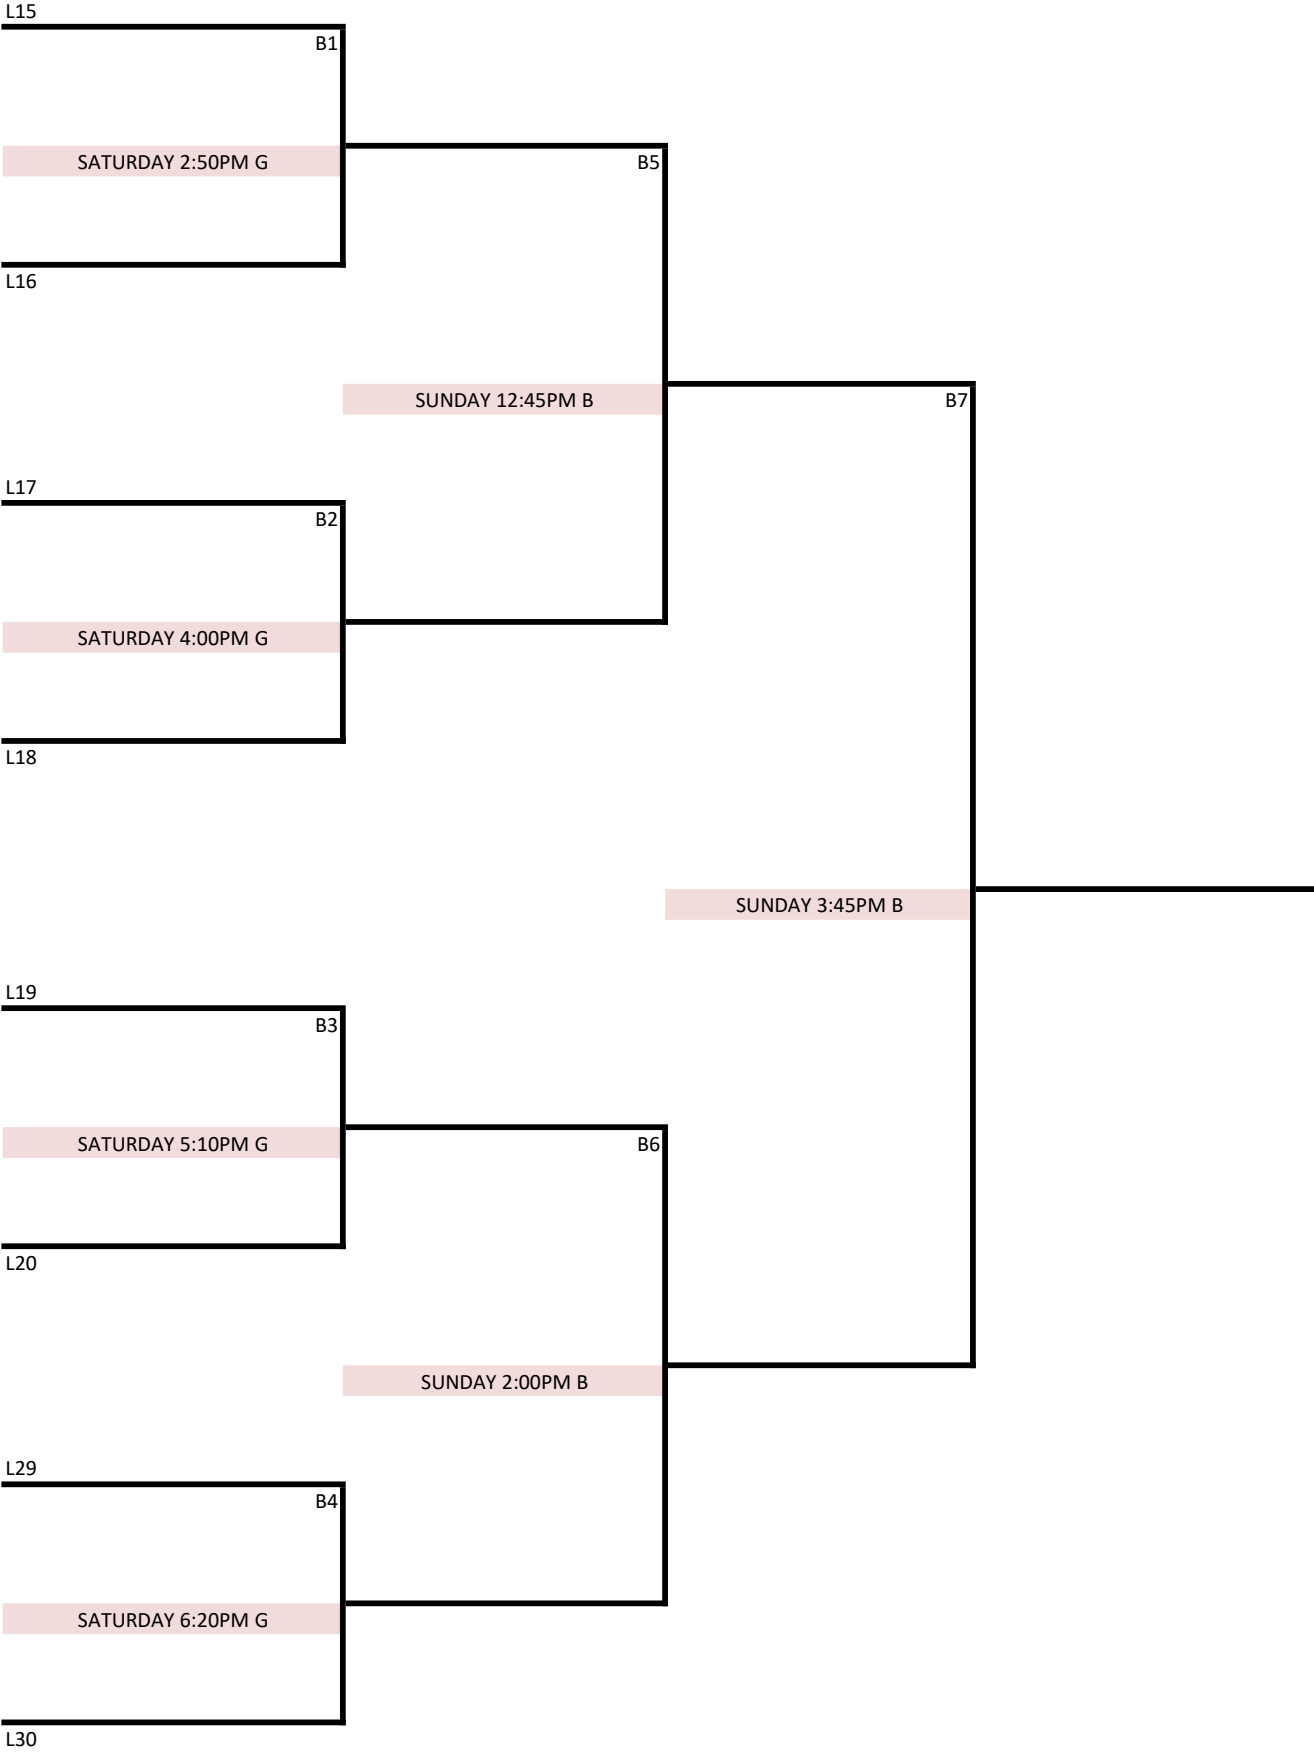 L15
B1
SATURDAY 2:50PM G
B5
L16
SUNDAY 12:45PM B
B7
L17
B2
SATURDAY 4:00PM G
L18
SUNDAY 3:45PM B
L19
B3
SATURDAY 5:10PM G
B6
L20
SUNDAY 2:00PM B
L29
B4
SATURDAY 6:20PM G
L30